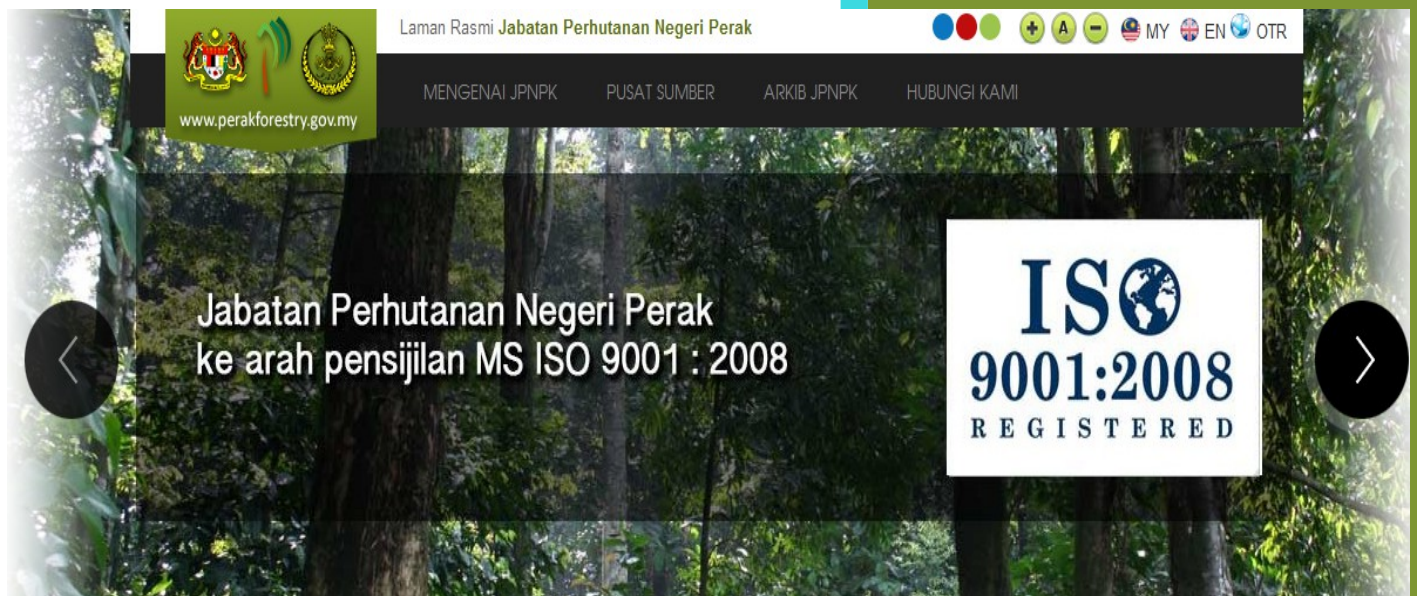 Laman Rasmi Jabatan Perhutanan Negeri Perak
A MY EN OTR
www.perakforestry.gov.my
MENGENAI JPNPK PUSAT SUMBER ARKIB JPNPK HUBUNGI KAMI
Jabatan Perhutanan Negeri Perak
ke arah pensijilan MS ISO 9001 : 2008
ISO
9001:2008
REGISTERED